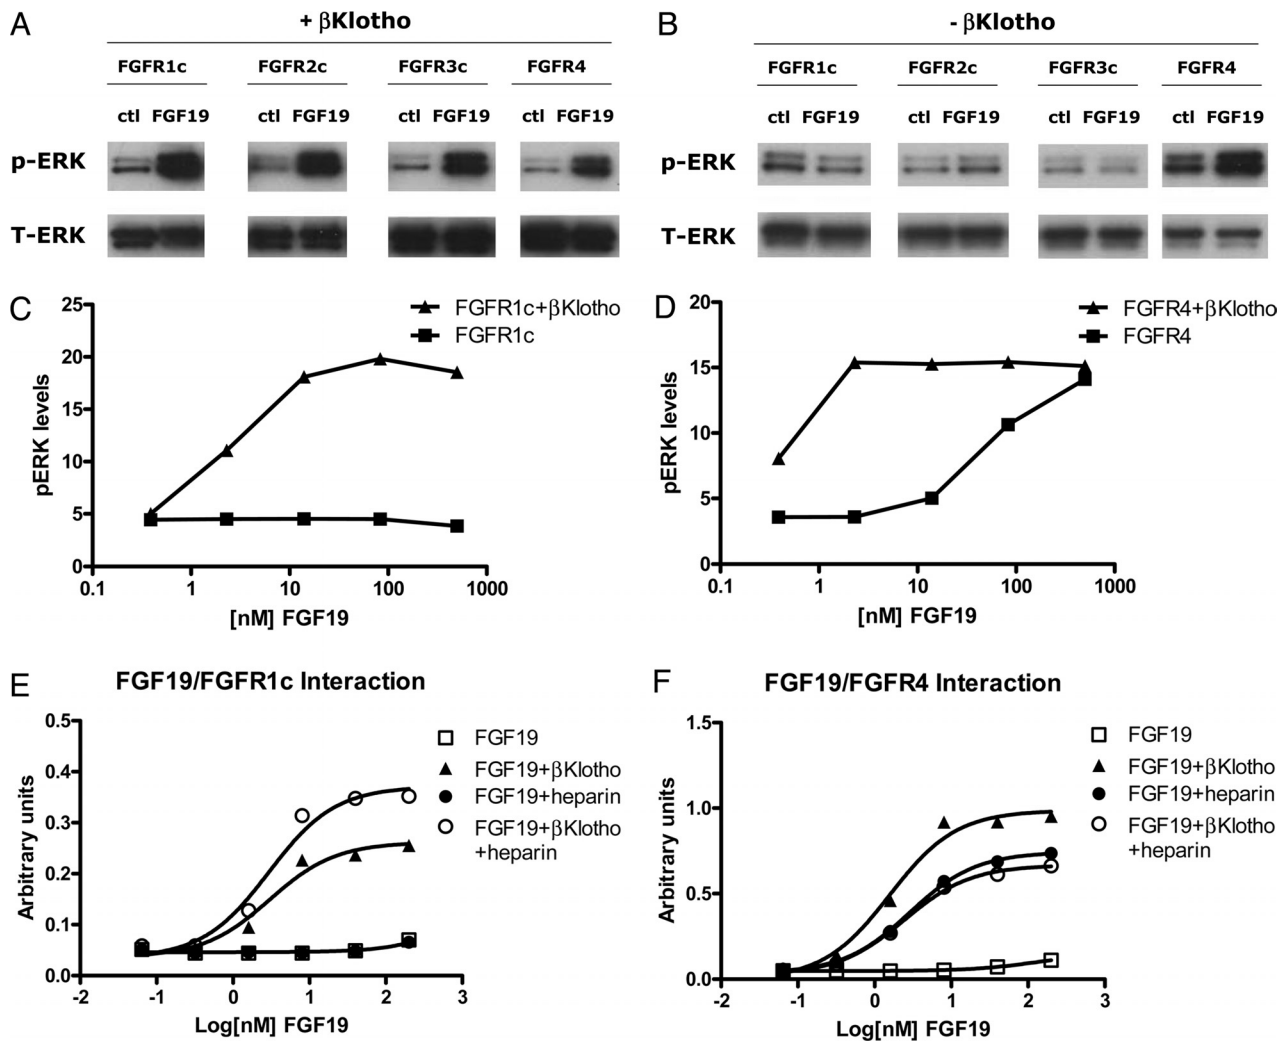 A
+ βKlotho
FGFR1c FGFR2c FGFR3c FGFR4
ctl FGF19 ctl FGF19 ctl FGF19 ctl FGF19
p-ERK
T-ERK
B
- βKlotho
FGFR1c FGFR2c FGFR3c FGFR4
ctl FGF19 ctl FGF19 ctl FGF19 ctl FGF19
p-ERK
T-ERK
C
FGFR1c+βKlotho
FGFR1c
pERK levels
25
20
15
10
5
0
0.1 1 10 100 1000
[nM] FGF19
D
FGFR4+βKlotho
FGFR4
pERK levels
20
15
10
5
0
0.1 1 10 100 1000
[nM] FGF19
E
FGF19/FGFR1c Interaction
FGF19
FGF19+βKlotho
FGF19+heparin
FGF19+βKlotho
+heparin
Arbitrary units
0.5
0.4
0.3
0.2
0.1
0.0
-2 -1 0 1 2 3
Log[nM] FGF19
F
FGF19/FGFR4 Interaction
FGF19
FGF19+βKlotho
FGF19+heparin
FGF19+βKlotho
+heparin
Arbitrary units
1.5
1.0
0.5
0.0
-2 -1 0 1 2 3
Log[nM] FGF19